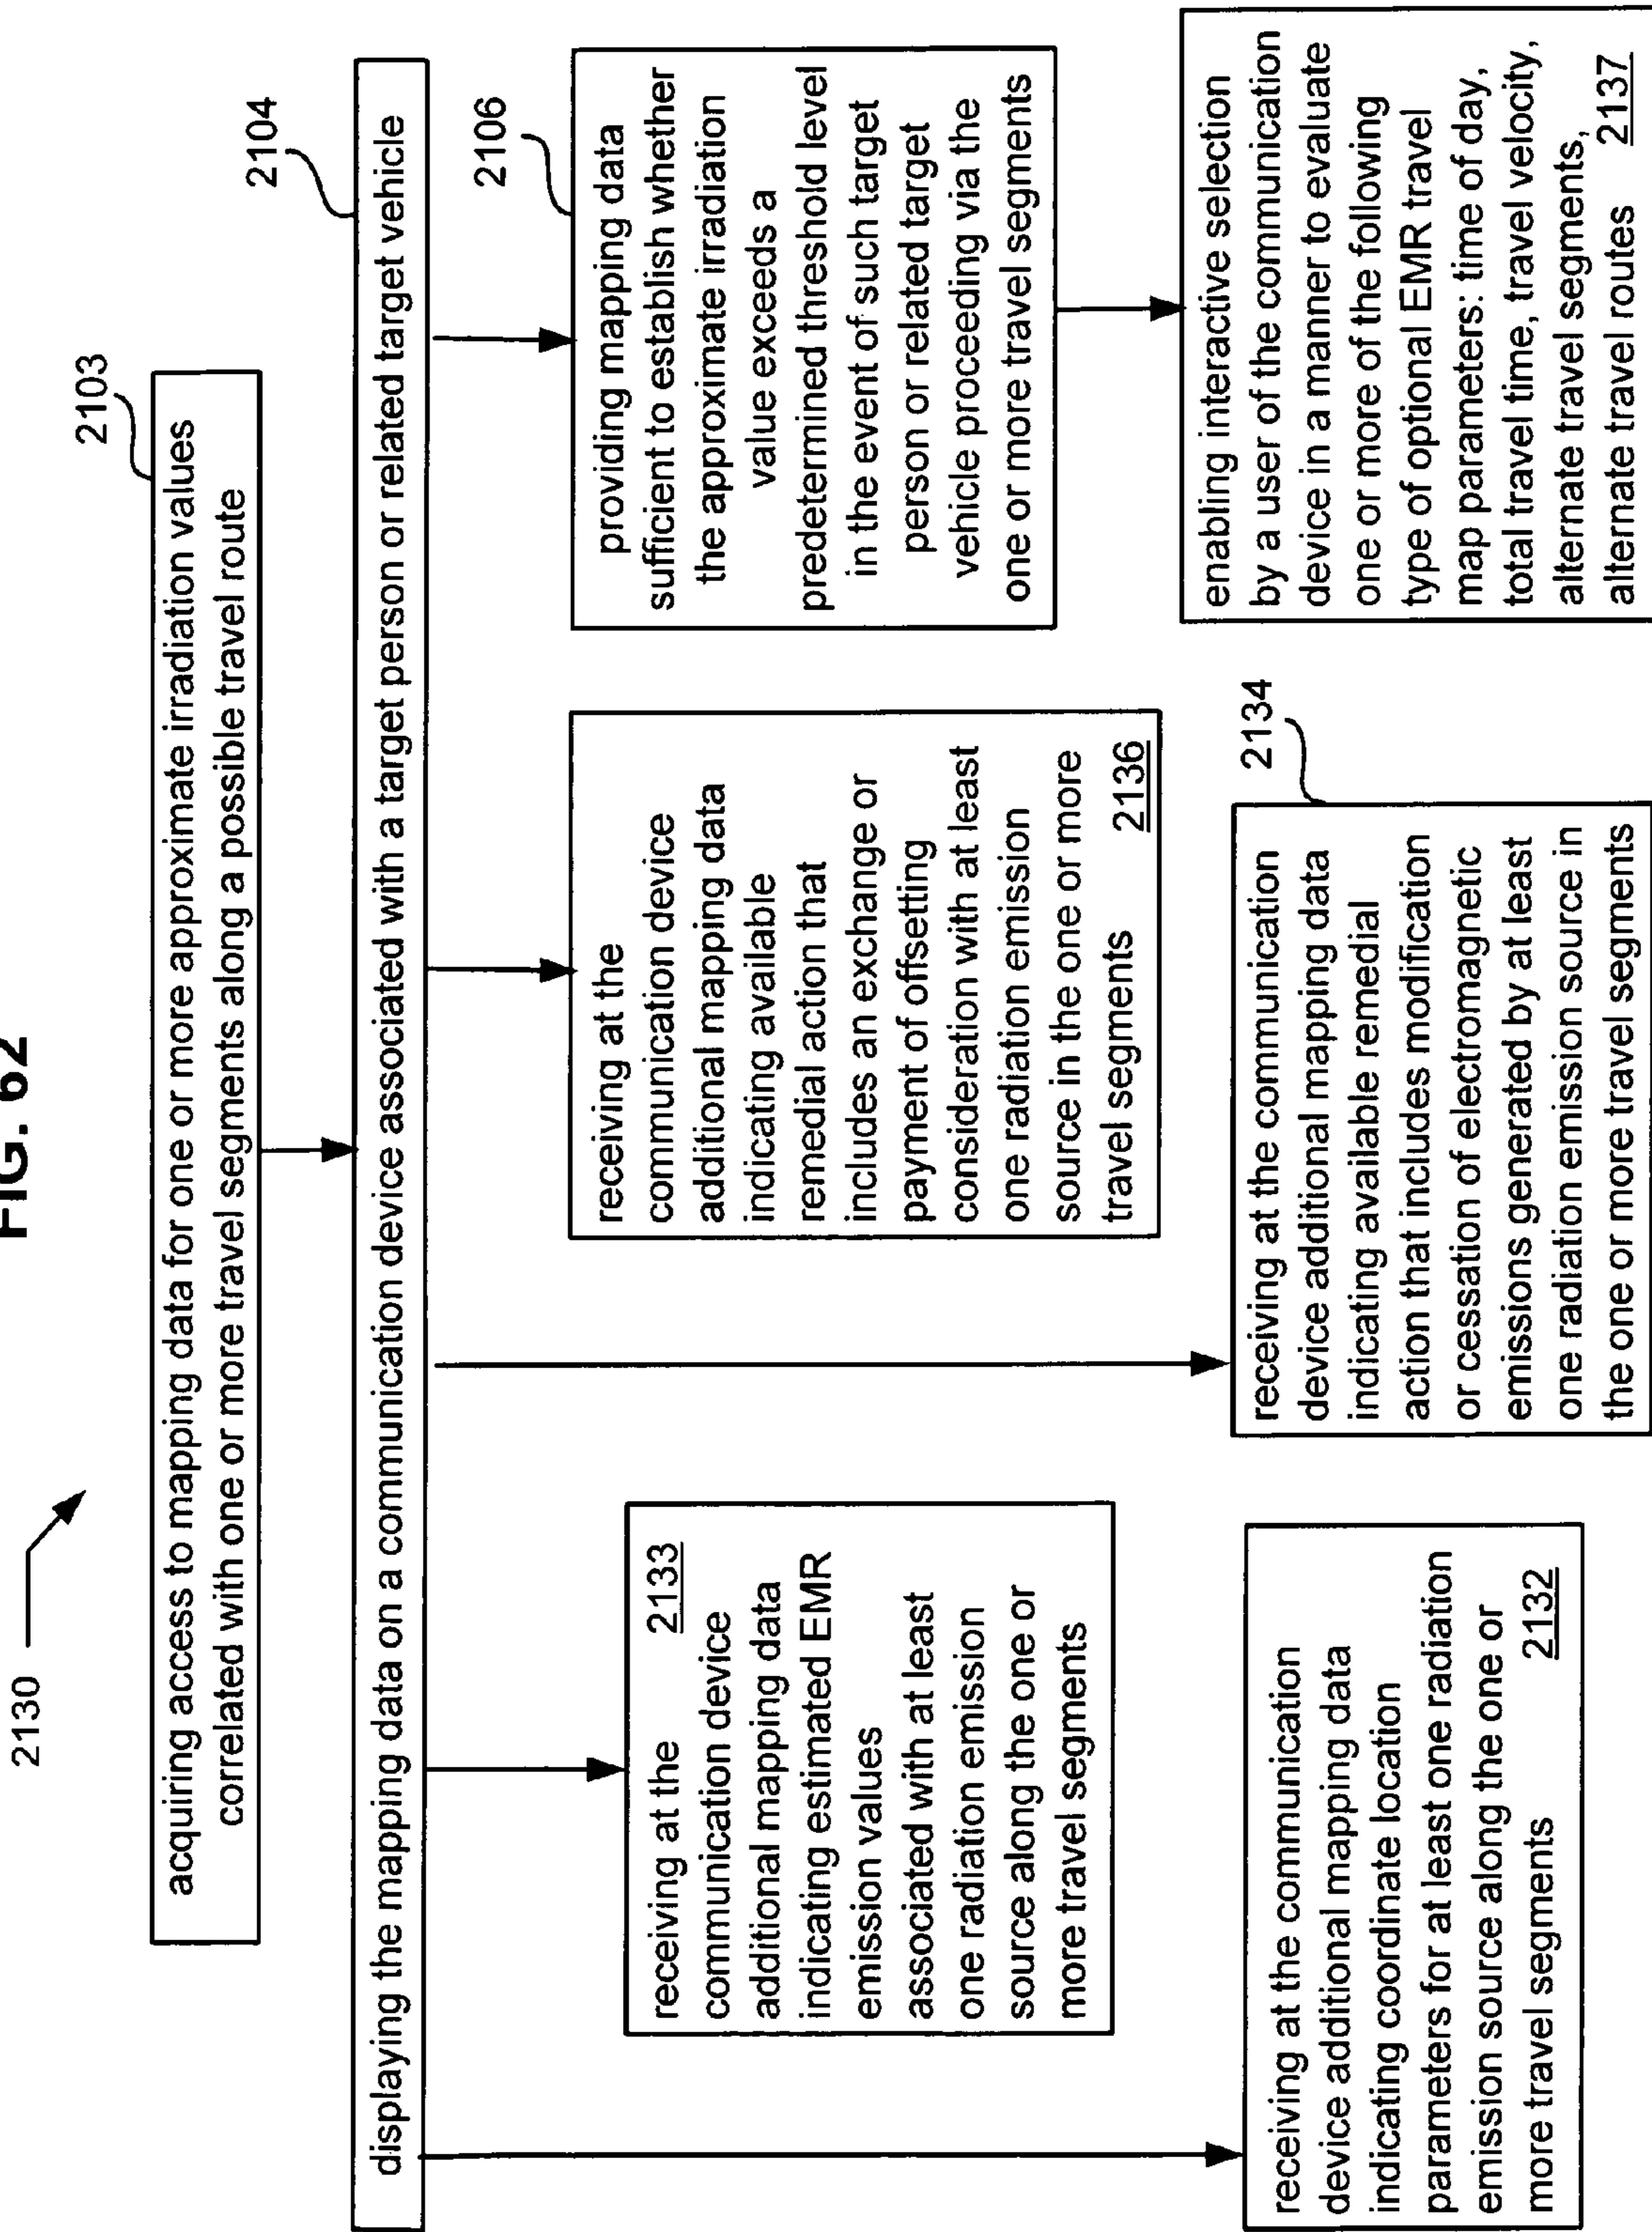 FIG. 62
2130
2103
acquiring access to mapping data for one or more approximate irradiation values
correlated with one or more travel segments along a possible travel route
2104
displaying the mapping data on a communication device associated with a target person or related target vehicle
2133
receiving at the
communication device
additional mapping data
indicating estimated EMR
emission values
associated with at least
one radiation emission
source along the one or
more travel segments
receiving at the
communication device
additional mapping data
indicating available
remedial action that
includes an exchange or
payment of offsetting
consideration with at least
one radiation emission
source in the one or more
travel segments 2136
2106
providing mapping data
sufficient to establish whether
the approximate irradiation
value exceeds a
predetermined threshold level
in the event of such target
person or related target
vehicle proceeding via the
one or more travel segments
receiving at the communication
device additional mapping data
indicating coordinate location
parameters for at least one radiation
emission source along the one or
more travel segments 2132
2134
receiving at the communication
device additional mapping data
indicating available remedial
action that includes modification
or cessation of electromagnetic
emissions generated by at least
one radiation emission source in
the one or more travel segments
enabling interactive selection
by a user of the communication
device in a manner to evaluate
one or more of the following
type of optional EMR travel
map parameters: time of day,
total travel time, travel velocity,
alternate travel segments,
alternate travel routes 2137